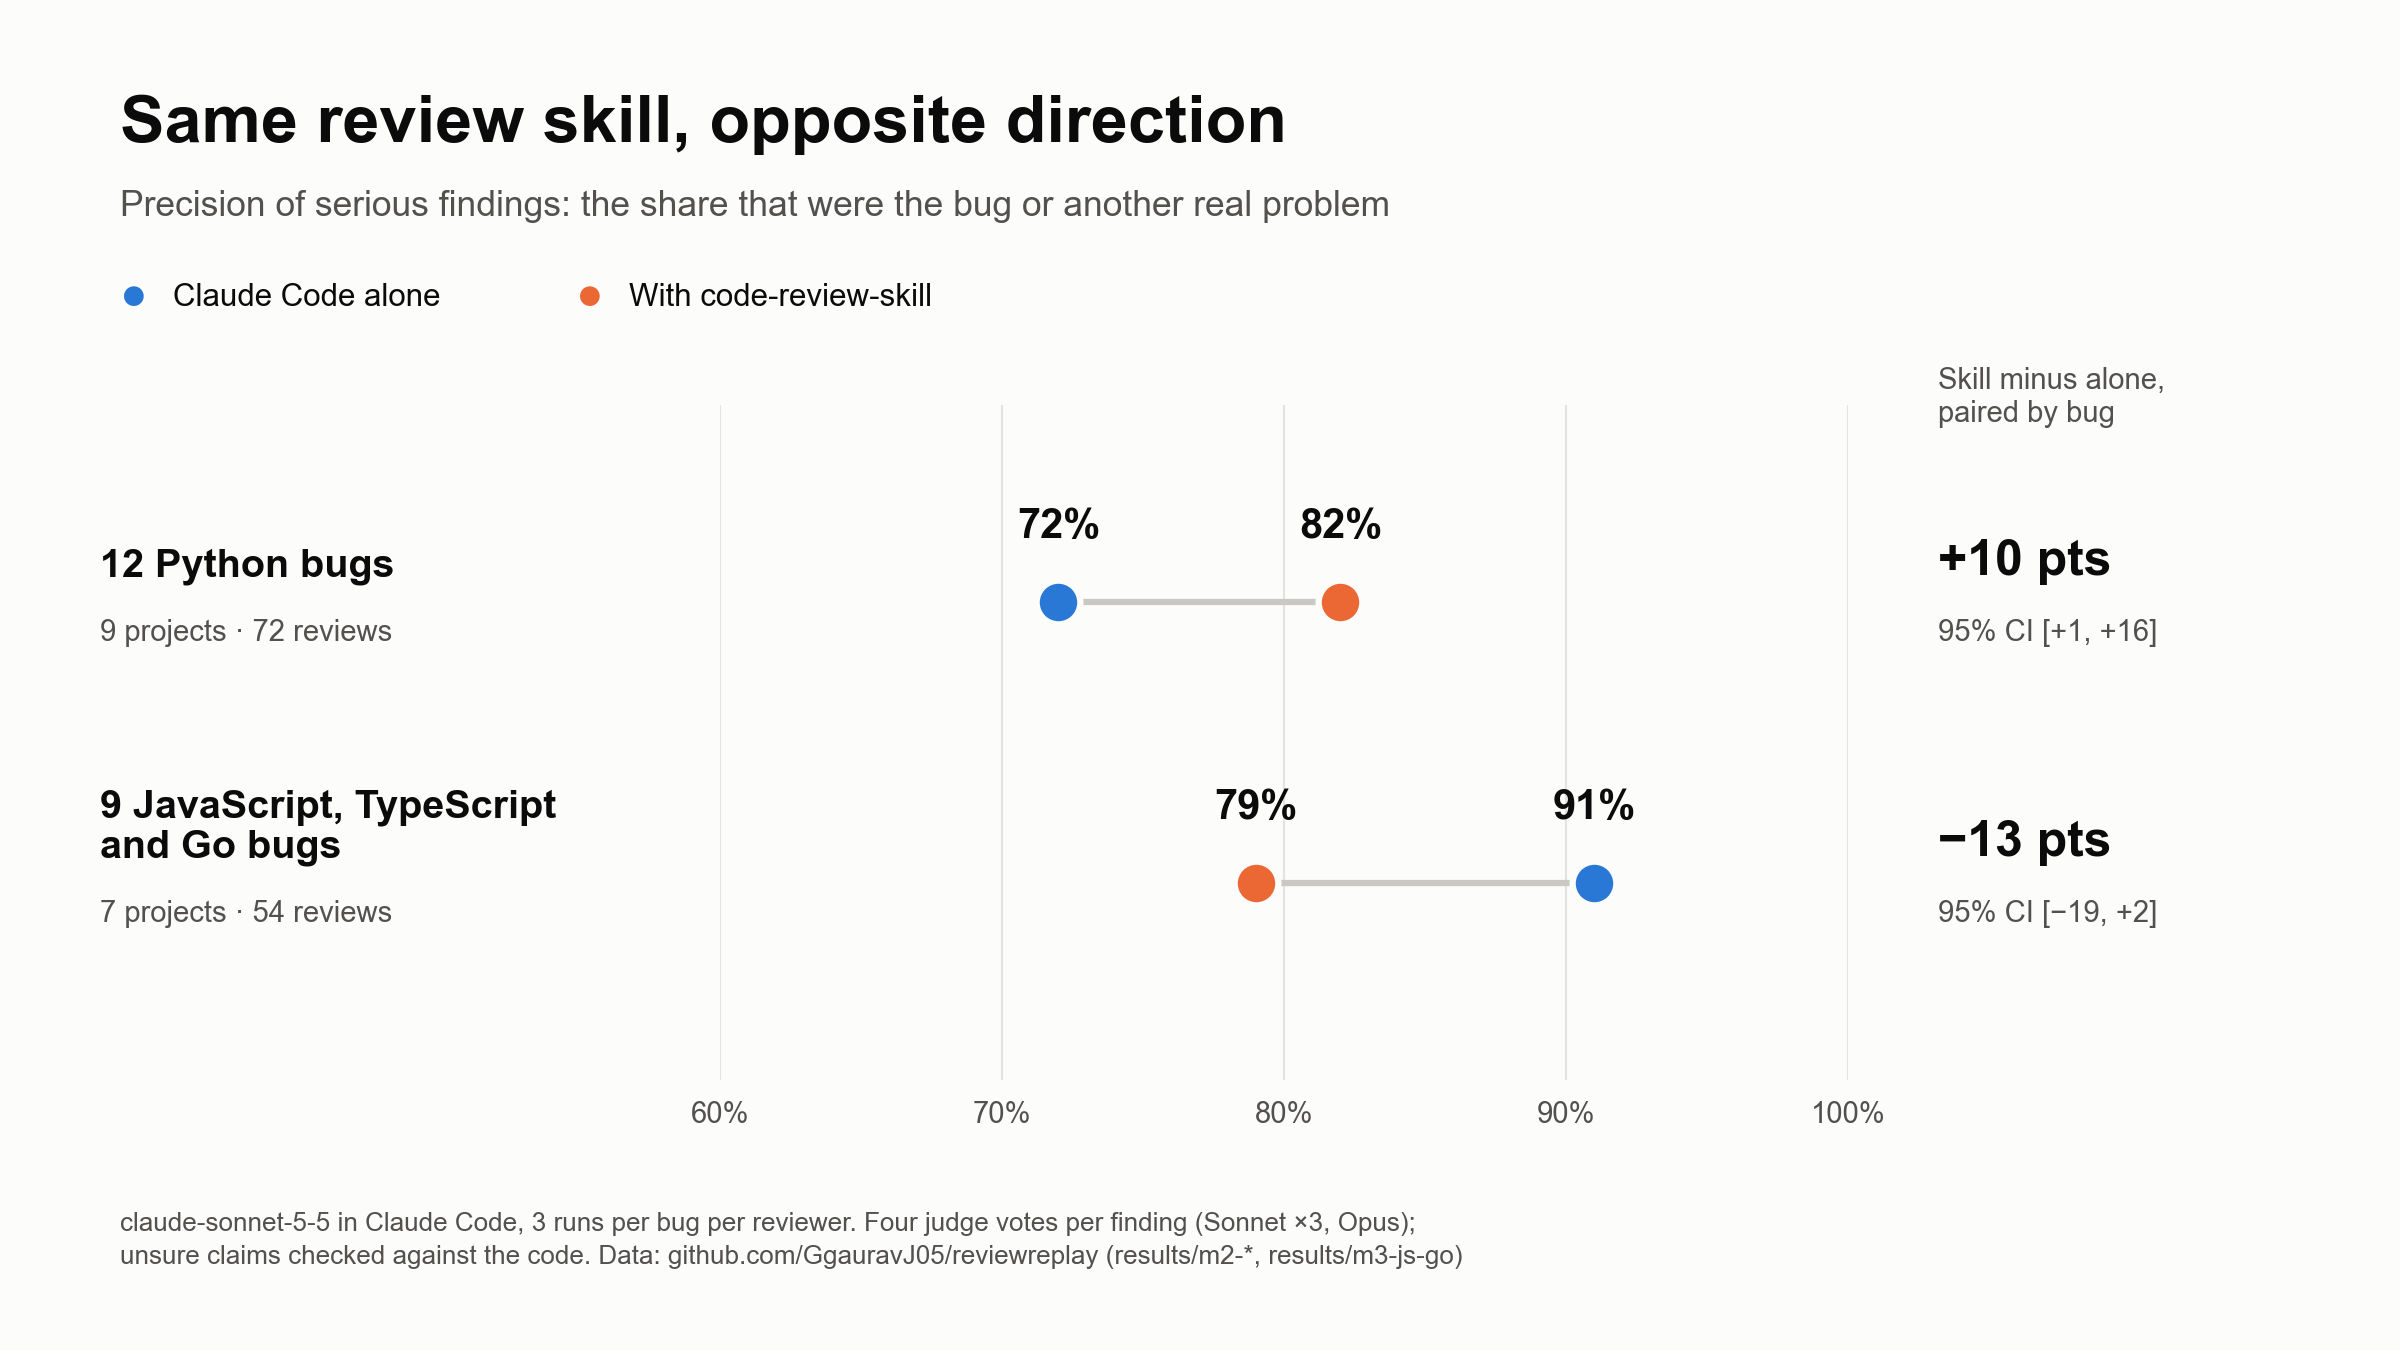 Same review skill, opposite direction
Precision of serious findings: the share that were the bug or another real problem
Claude Code alone
With code-review-skill
Skill minus alone,
paired by bug
12 Python bugs
9 projects · 72 reviews
72%
82%
+10 pts
95% CI [+1, +16]
9 JavaScript, TypeScript
and Go bugs
7 projects · 54 reviews
79%
91%
−13 pts
95% CI [−19, +2]
60%
70%
80%
90%
100%
claude-sonnet-5-5 in Claude Code, 3 runs per bug per reviewer. Four judge votes per finding (Sonnet ×3, Opus);
unsure claims checked against the code. Data: github.com/GgauravJ05/reviewreplay (results/m2-*, results/m3-js-go)